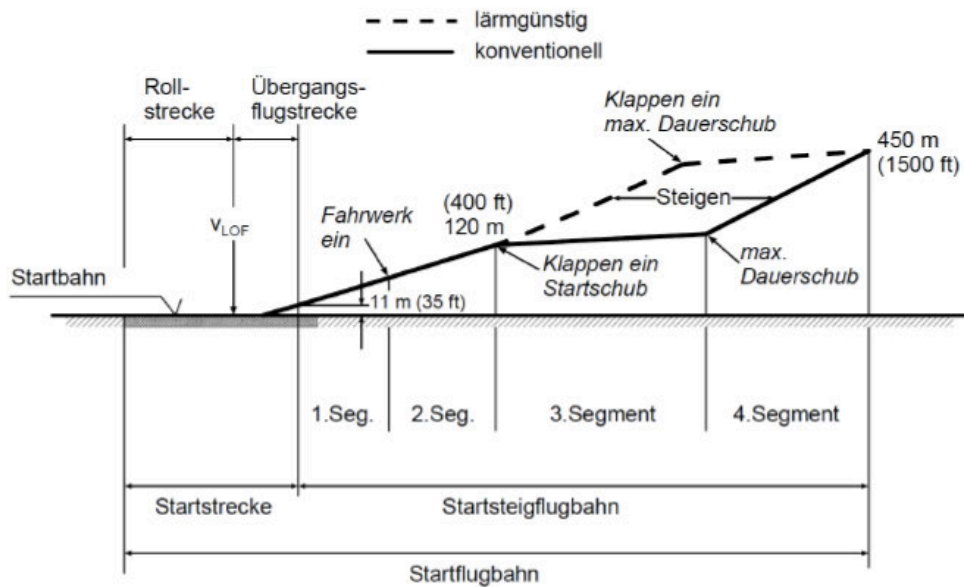 lärmgünstig
konventionell
Roll-
strecke
Übergangs-
flugstrecke
Klappen ein
max. Dauerschub
450 m
(1500 ft)
(400 ft)
120 m
Steigen
Fahrwerk
ein
vLOF
Klappen ein
Startschub
max.
Dauerschub
Startbahn
11 m (35 ft)
1.Seg.
2.Seg.
3.Segment
4.Segment
Startstrecke
Startsteigflugbahn
Startflugbahn